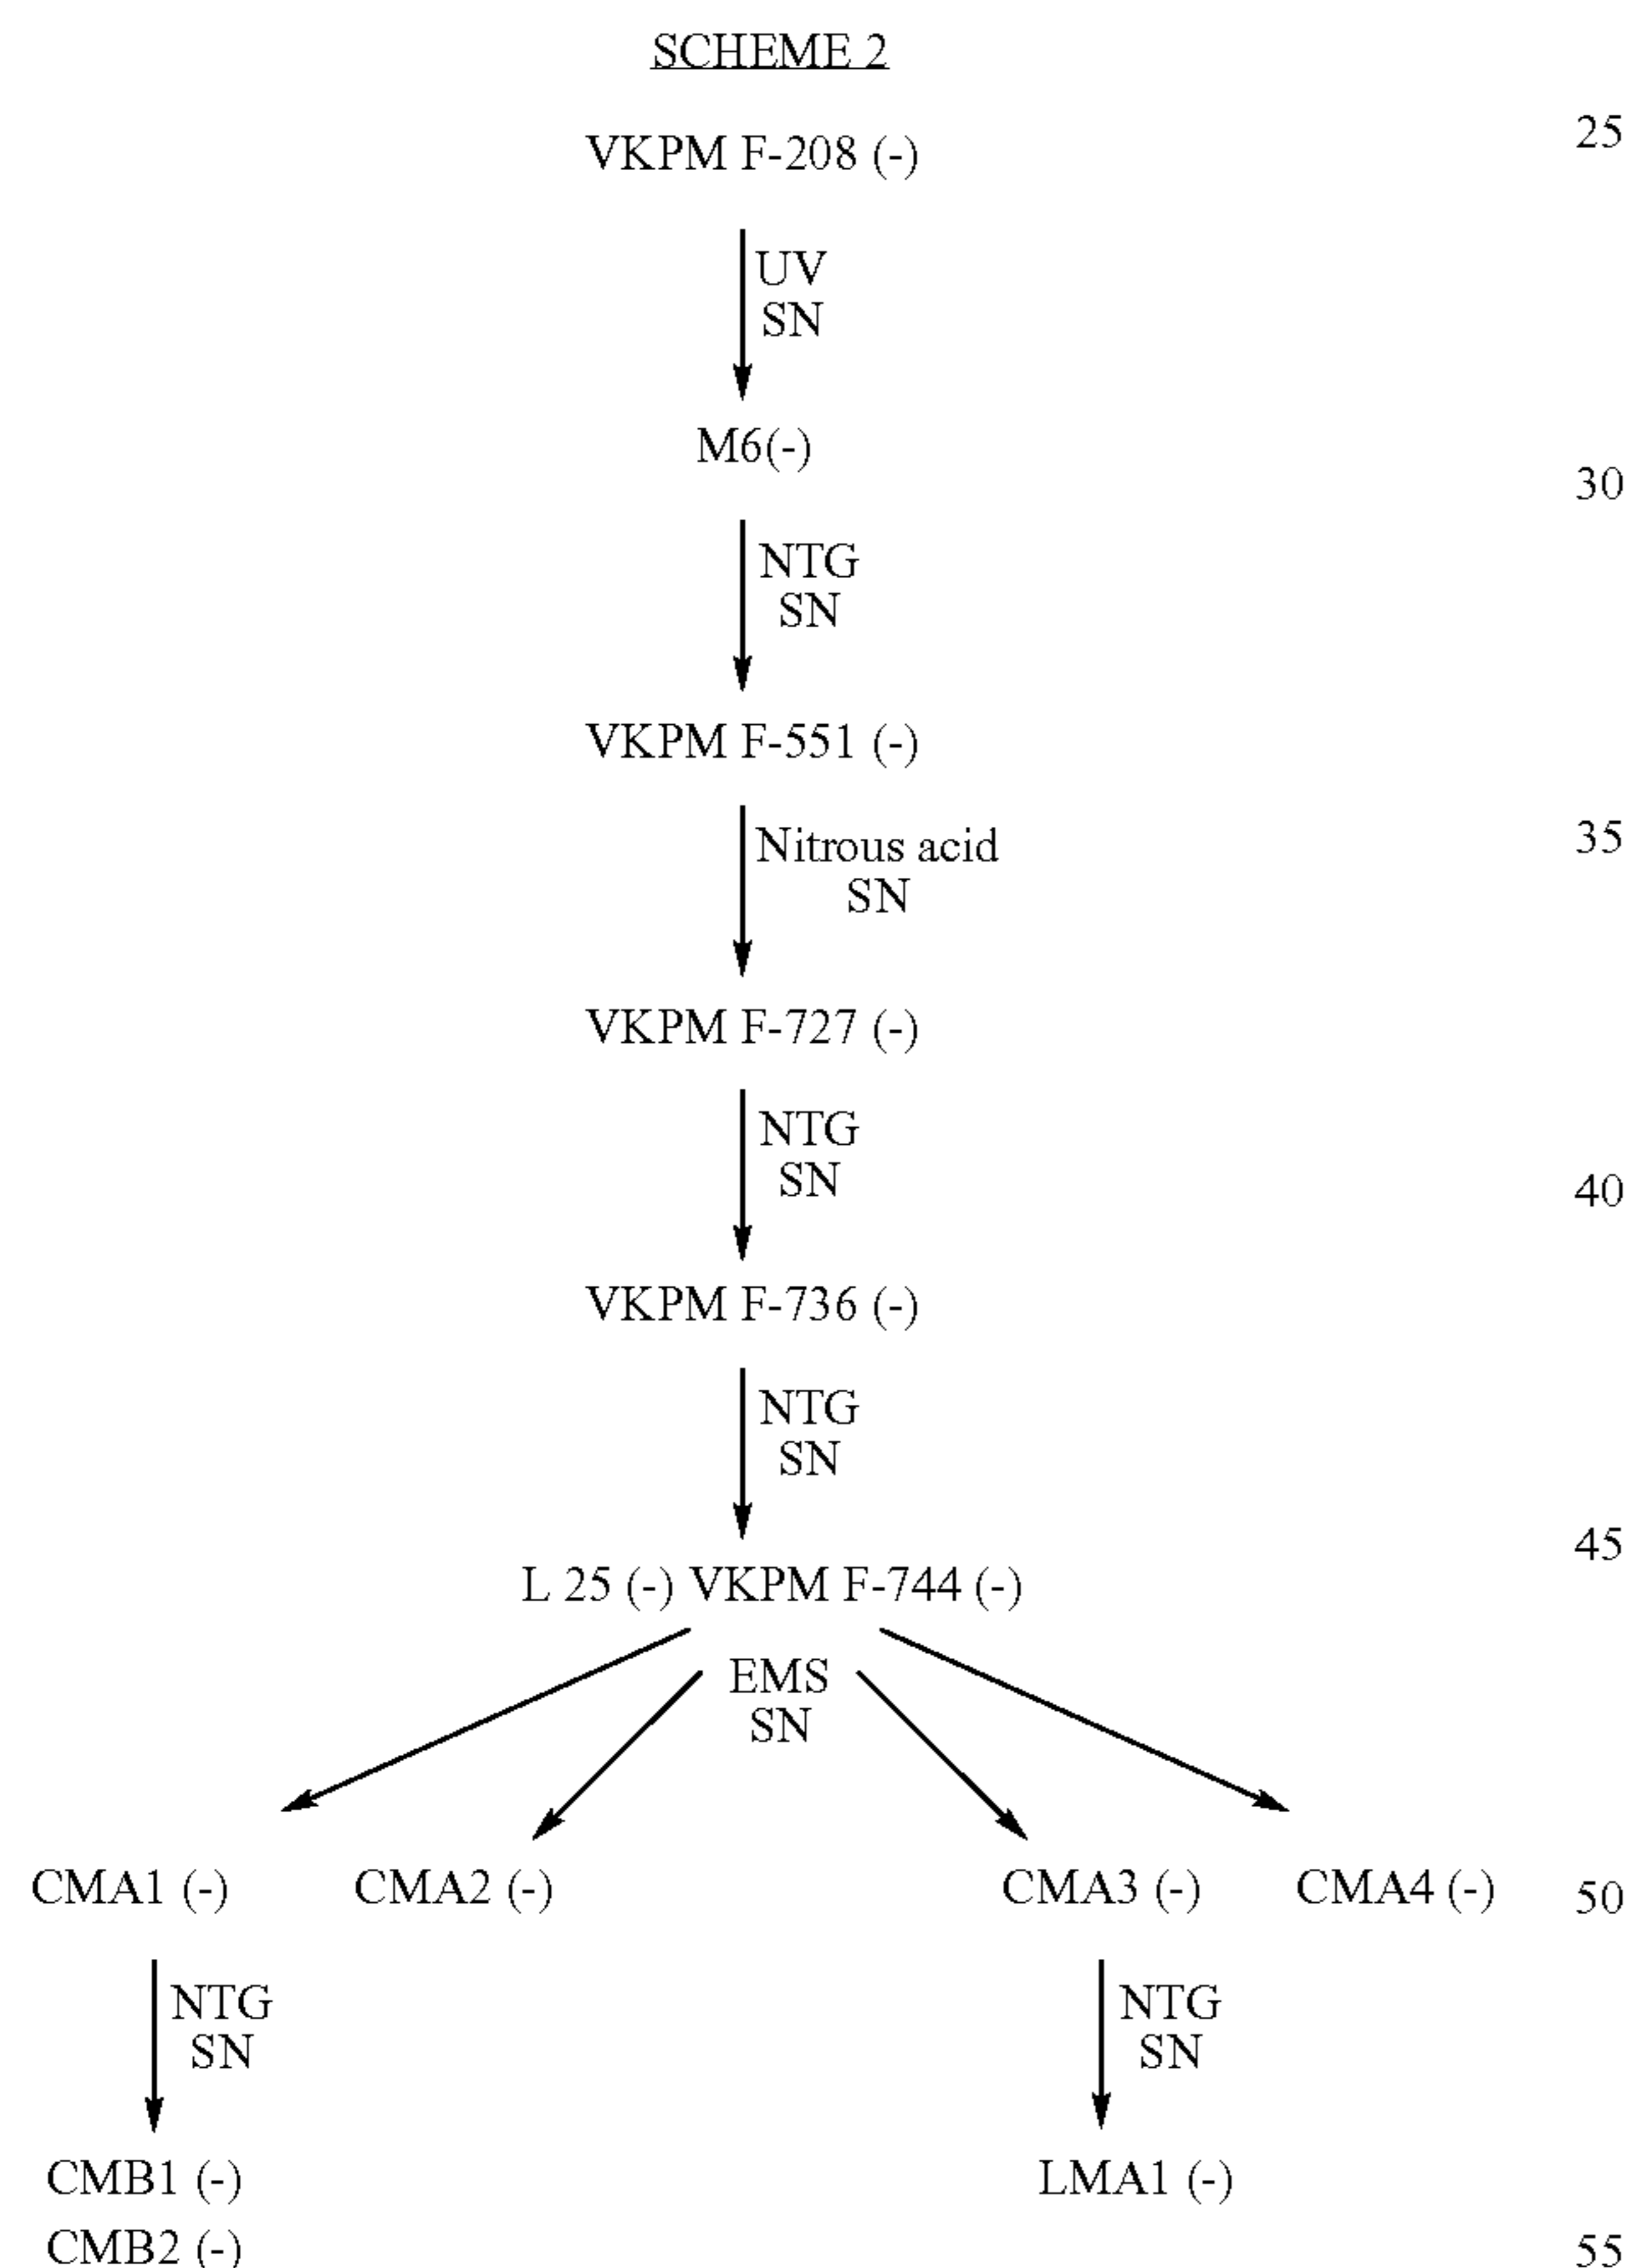 SCHEME 2
25
VKPM F-208 (-)
UV
SN
M6(-)
30
NTG
SN
VKPM F-551 (-)
35
Nitrous acid
SN
VKPM F-727 (-)
NTG
SN
40
VKPM F-736 (-)
NTG
SN
45
L 25 (-) VKPM F-744 (-)
EMS
SN
CMA1 (-) CMA2 (-) CMA3 (-) CMA4 (-) 50
NTG NTG
SN SN
CMB1 (-) LMA1 (-)
CMB2 (-) 55